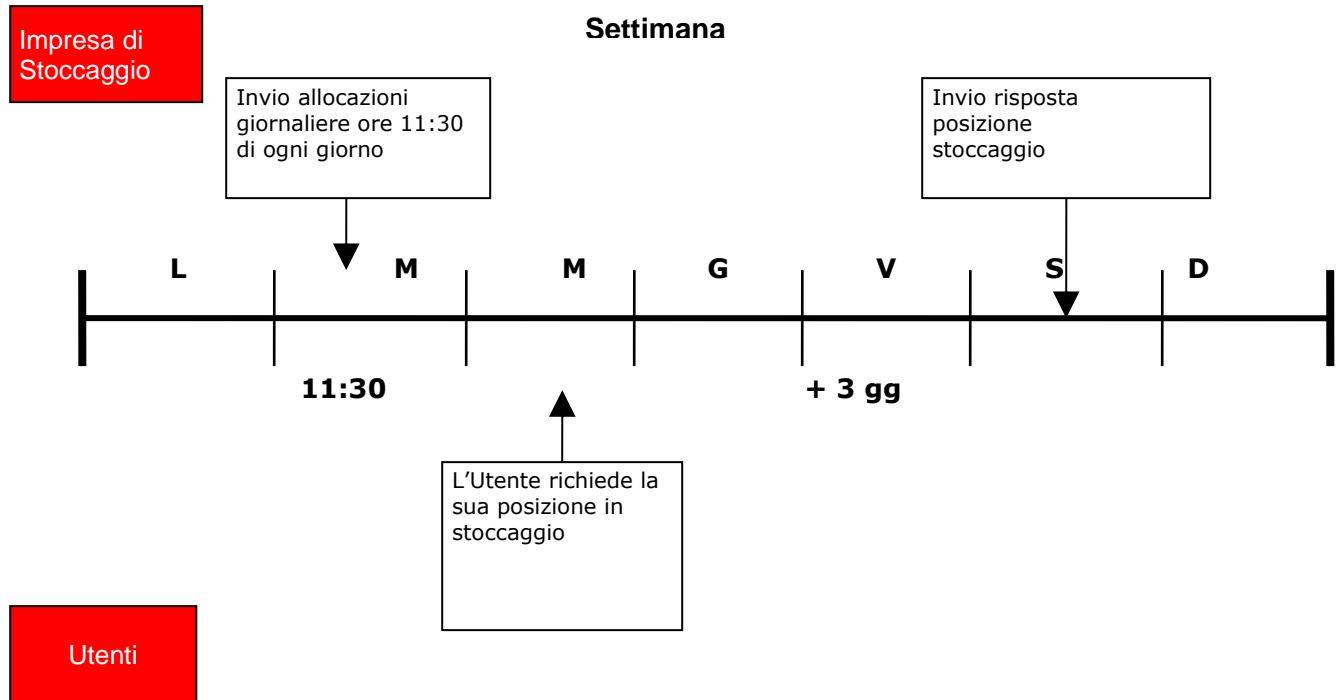 Impresa di
Stoccaggio
Settimana
Invio allocazioni
giornaliere ore 11:30
di ogni giorno
Invio risposta
posizione
stoccaggio
L M M G V S D
11:30 + 3 gg
L’Utente richiede la
sua posizione in
stoccaggio
Utenti